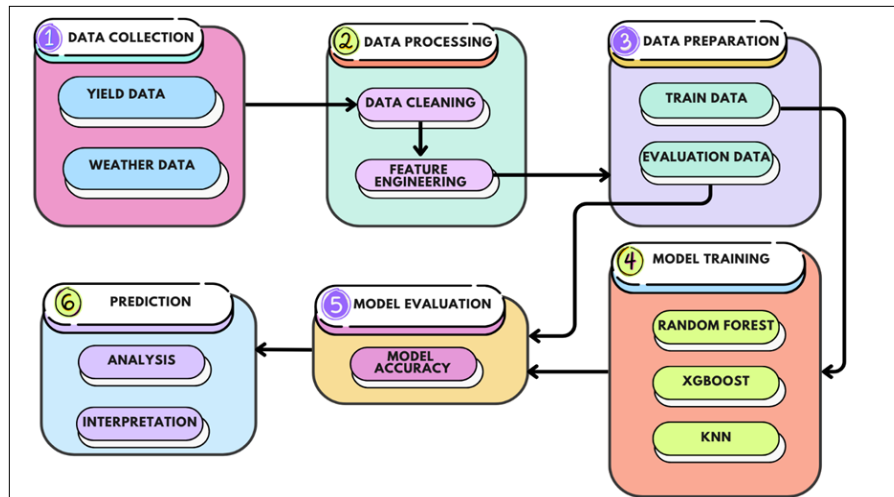 1 DATA COLLECTION
YIELD DATA
WEATHER DATA
2 DATA PROCESSING
DATA CLEANING
FEATURE
ENGINEERING
3 DATA PREPARATION
TRAIN DATA
EVALUATION DATA
4 MODEL TRAINING
RANDOM FOREST
XGBOOST
KNN
5 MODEL EVALUATION
MODEL
ACCURACY
6 PREDICTION
ANALYSIS
INTERPRETATION